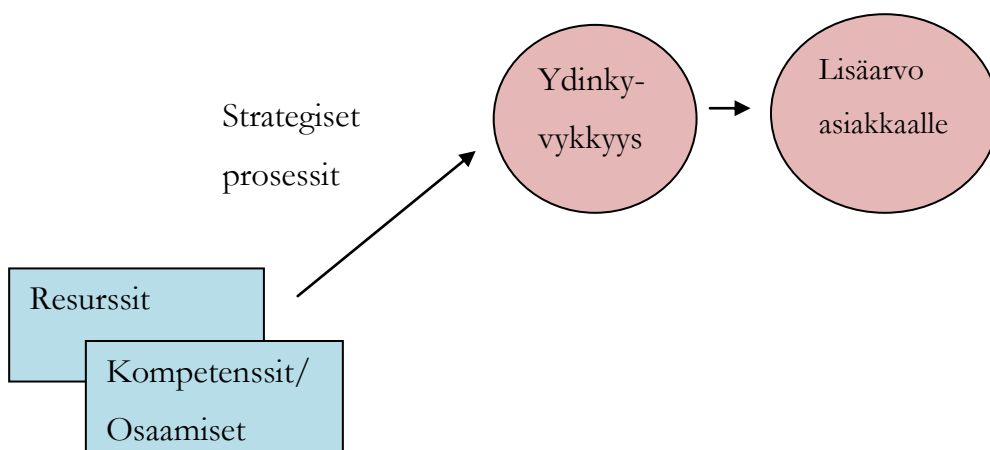 Strategiset
prosessit
Ydinky-
vykkyys
Lisäarvo
asiakkaalle
Resurssit
Kompetenssit/
Osaamiset